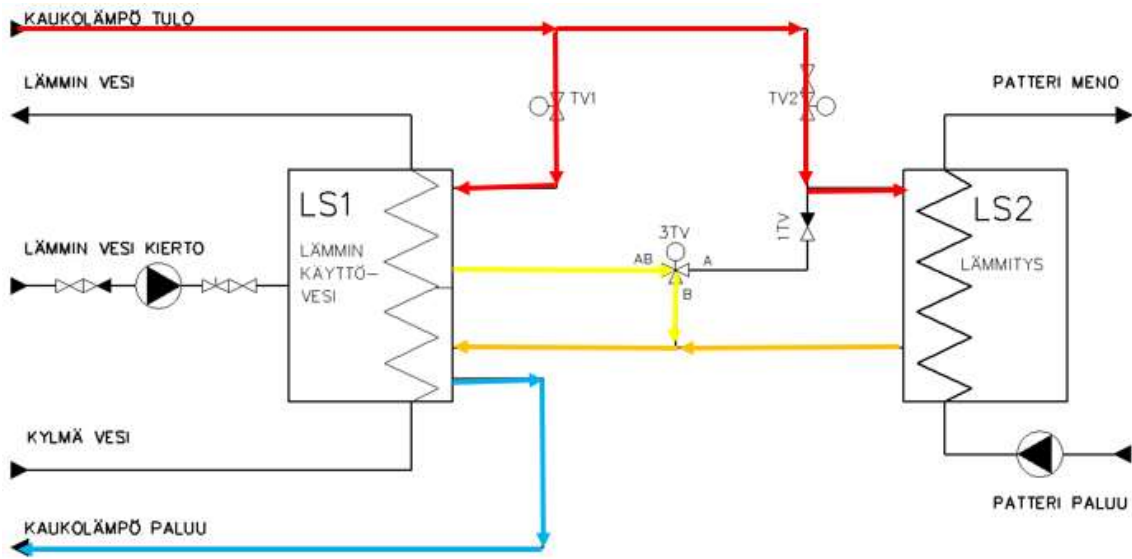 KAUKOLÄMPÖ TULO
LÄMMIN VESI
PATTERI MENO
TV1
TV2
LS1
LÄMMIN
KÄYTTÖ-
VESI
LS2
LÄMMITYS
1TV
3TV
AB
A
B
LÄMMIN VESI KIERTO
KYLMÄ VESI
PATTERI PALUU
KAUKOLÄMPÖ PALUU